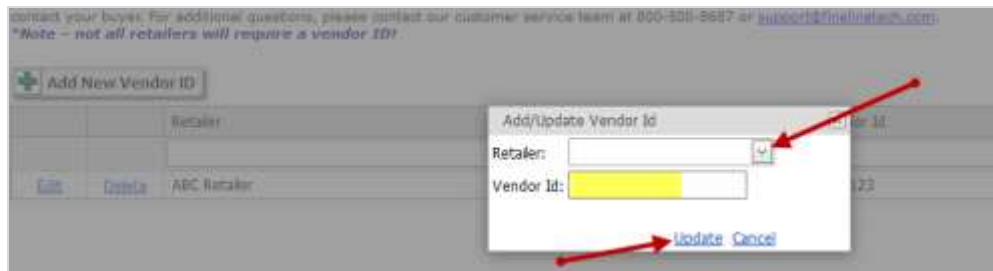 contact your buyer. For additional questions, please contact our customer service team at 800-500-8687 or support@finelinetech.com.
*Note – not all retailers will require a vendor ID!
Add New Vendor ID
Retailer
or Id
Add/Update Vendor Id
Retailer:
Edit Delete ABC Retailer
123
Vendor Id:
Update Cancel